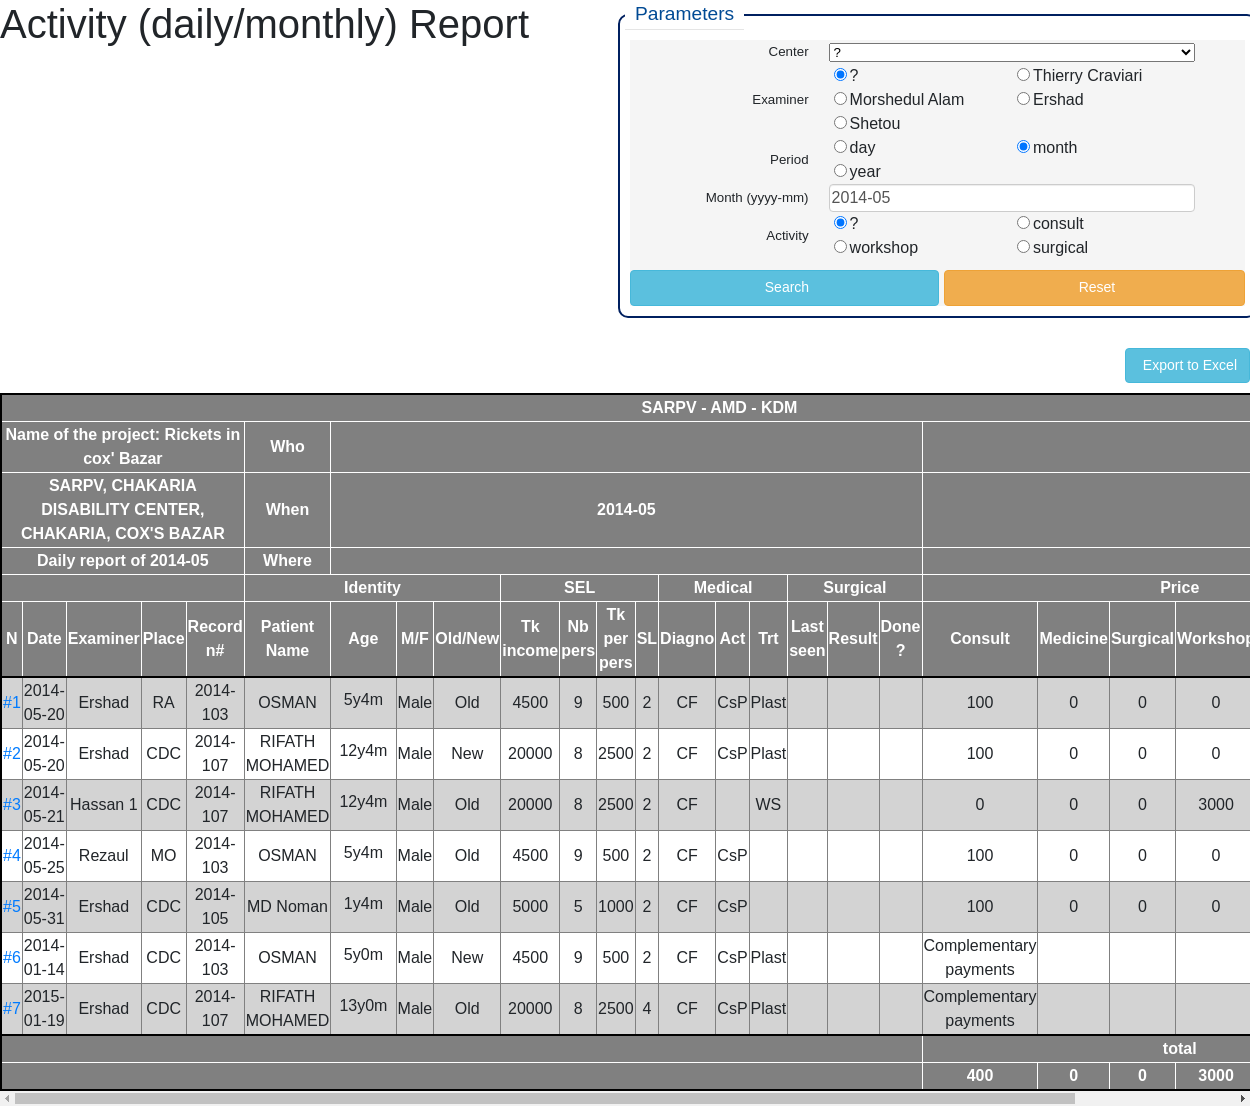 Activity (daily/monthly) Report
Parameters
Center ?
? Thierry Craviari
Examiner Morshedul Alam Ershad
Shetou
Period day month
year
Month (yyyy-mm) 2014-05
Activity ? consult
workshop surgical
Search Reset
Export to Excel
SARPV - AMD - KDM
Name of the project: Rickets in
cox' Bazar
Who
SARPV, CHAKARIA
DISABILITY CENTER,
CHAKARIA, COX'S BAZAR
When 2014-05
Daily report of 2014-05 Where
Identity SEL Medical Surgical Price
N Date Examiner Place Record
n# Patient
Name Age M/F Old/New Tk
income Nb
pers Tk
per
pers SL Diagno Act Trt Last
seen Result Done
? Consult Medicine Surgical Workshop
#1 2014-
05-20 Ershad RA 2014-
103 OSMAN 5y4m Male Old 4500 9 500 2 CF CsP Plast 100 0 0 0
#2 2014-
05-20 Ershad CDC 2014-
107 RIFATH
MOHAMED 12y4m Male New 20000 8 2500 2 CF CsP Plast 100 0 0 0
#3 2014-
05-21 Hassan 1 CDC 2014-
107 RIFATH
MOHAMED 12y4m Male Old 20000 8 2500 2 CF WS 0 0 0 3000
#4 2014-
05-25 Rezaul MO 2014-
103 OSMAN 5y4m Male Old 4500 9 500 2 CF CsP 100 0 0 0
#5 2014-
05-31 Ershad CDC 2014-
105 MD Noman 1y4m Male Old 5000 5 1000 2 CF CsP 100 0 0 0
#6 2014-
01-14 Ershad CDC 2014-
103 OSMAN 5y0m Male New 4500 9 500 2 CF CsP Plast Complementary
payments
#7 2015-
01-19 Ershad CDC 2014-
107 RIFATH
MOHAMED 13y0m Male Old 20000 8 2500 4 CF CsP Plast Complementary
payments
total
400 0 0 3000